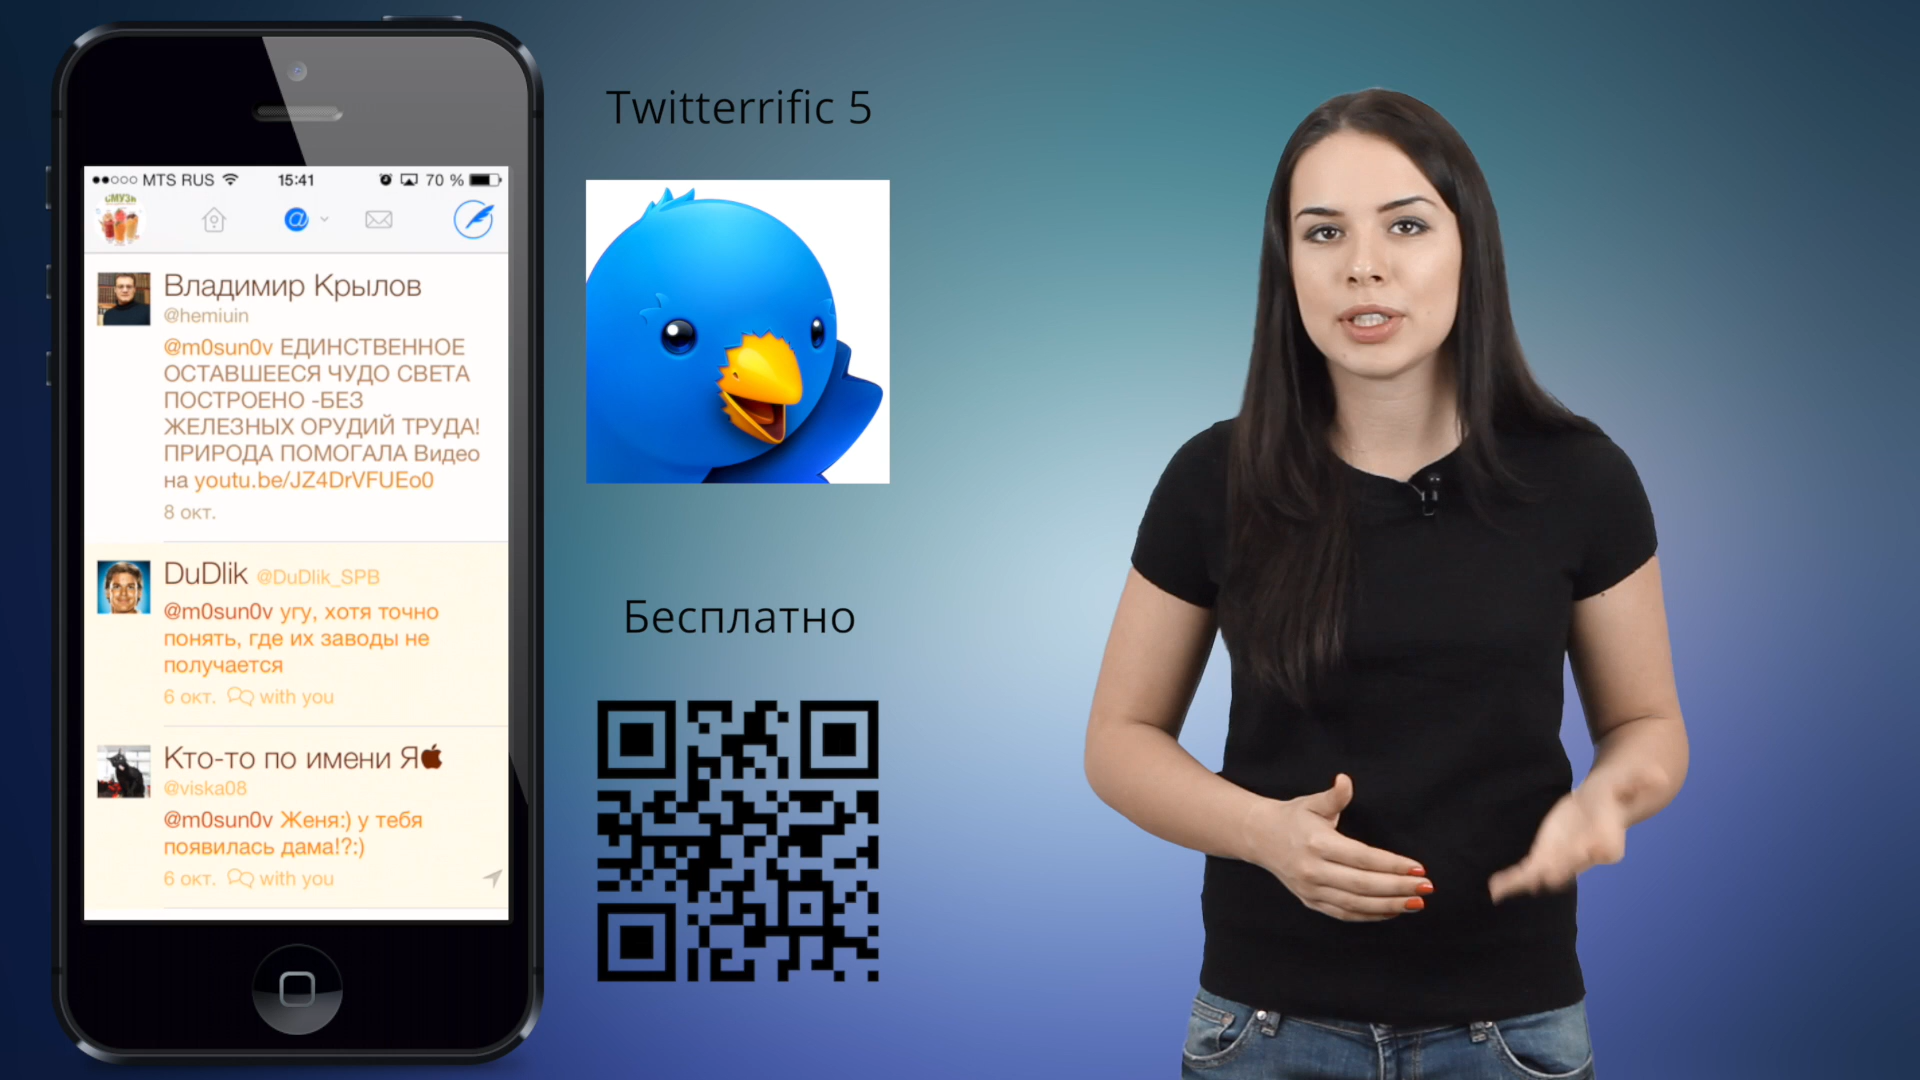 MTS RUS 15:41 70 %
СМУЗИ
@
Владимир Крылов
@hemiuin
@m0sun0v ЕДИНСТВЕННОЕ
ОСТАВШЕЕСЯ ЧУДО СВЕТА
ПОСТРОЕНО -БЕЗ
ЖЕЛЕЗНЫХ ОРУДИЙ ТРУДА!
ПРИРОДА ПОМОГАЛА Видео
на youtu.be/JZ4DrVFUEo0
8 окт.
DuDlik @DuDlik_SPB
@m0sun0v угу, хотя точно
понять, где их заводы не
получается
6 окт. with you
Кто-то по имени Я
@viska08
@m0sun0v Женя:) у тебя
появилась дама!?:)
6 окт. with you
Twitterrific 5
Бесплатно